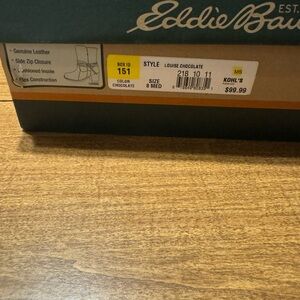 EST.
Eddie Bau
Genuine Leather
Side Zip Closure
Cushioned Insole
Flex Construction
BOX ID
151
COLOR
CHOCOLATE
STYLE LOUISE CHOCOLATE
SIZE
8 MED
218 10 11
KOHL'S
$99.99